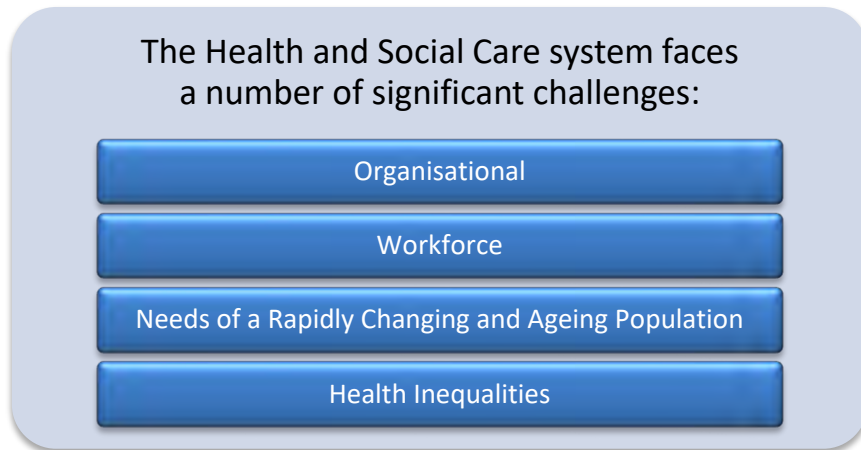 The Health and Social Care system faces
a number of significant challenges:
Organisational
Workforce
Needs of a Rapidly Changing and Ageing Population
Health Inequalities